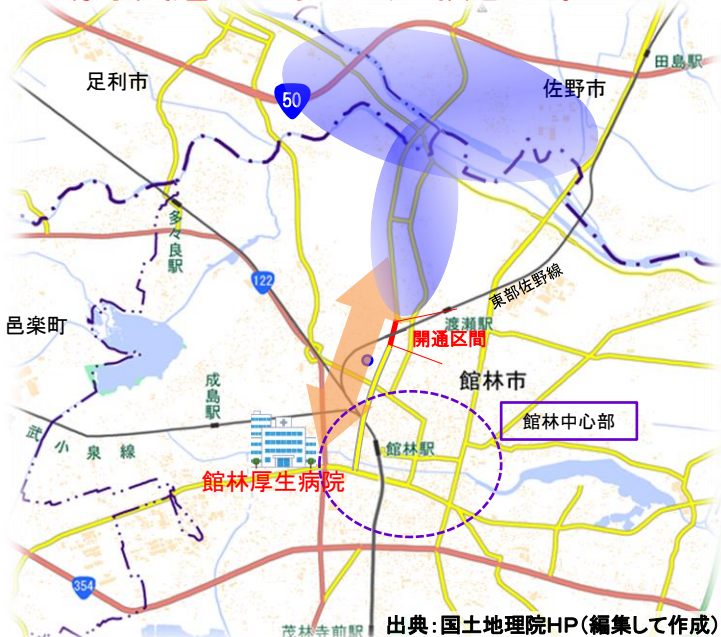 足利市
50
佐野市
田島駅
多々良駅
122
東部佐野線
邑楽町
渡瀬駅
開通区間
成島駅
館林市
館林中心部
武小泉線
館林駅
館林厚生病院
354
茂林寺前駅
出典：国土地理院HP（編集して作成）